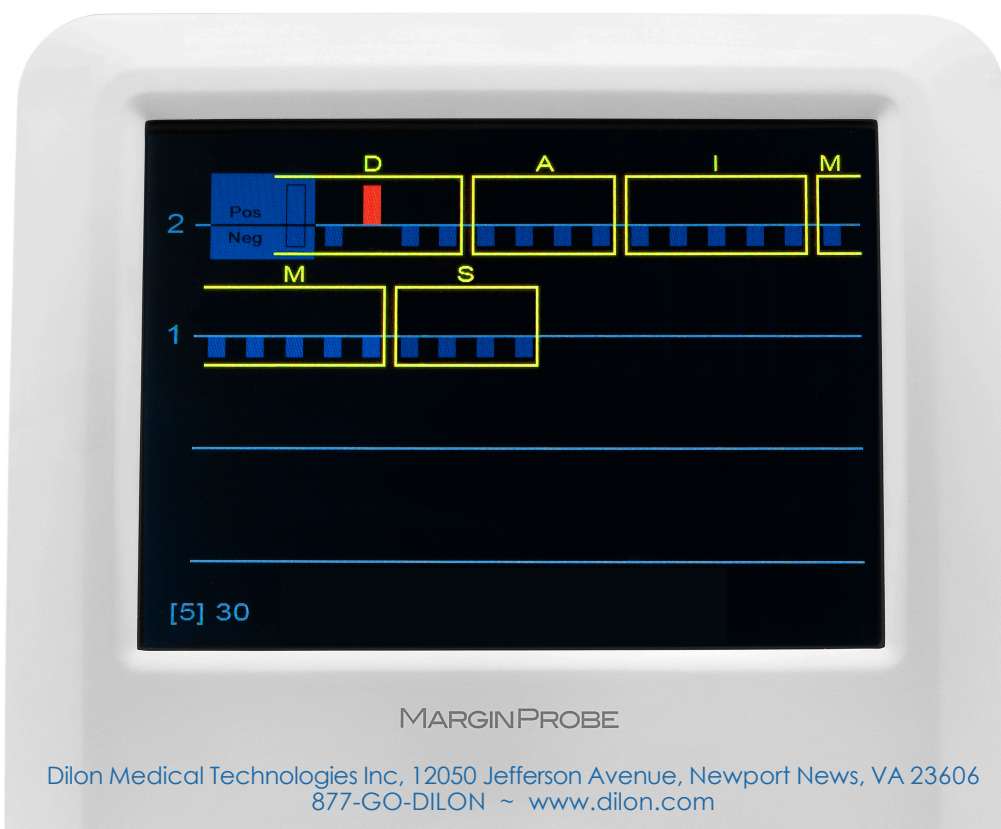 D A I M
Pos
2
Neg
M S
1
[5] 30
MARGINPROBE
Dilon Medical Technologies Inc, 12050 Jefferson Avenue, Newport News, VA 23606
877-GO-DILON ~ www.dilon.com